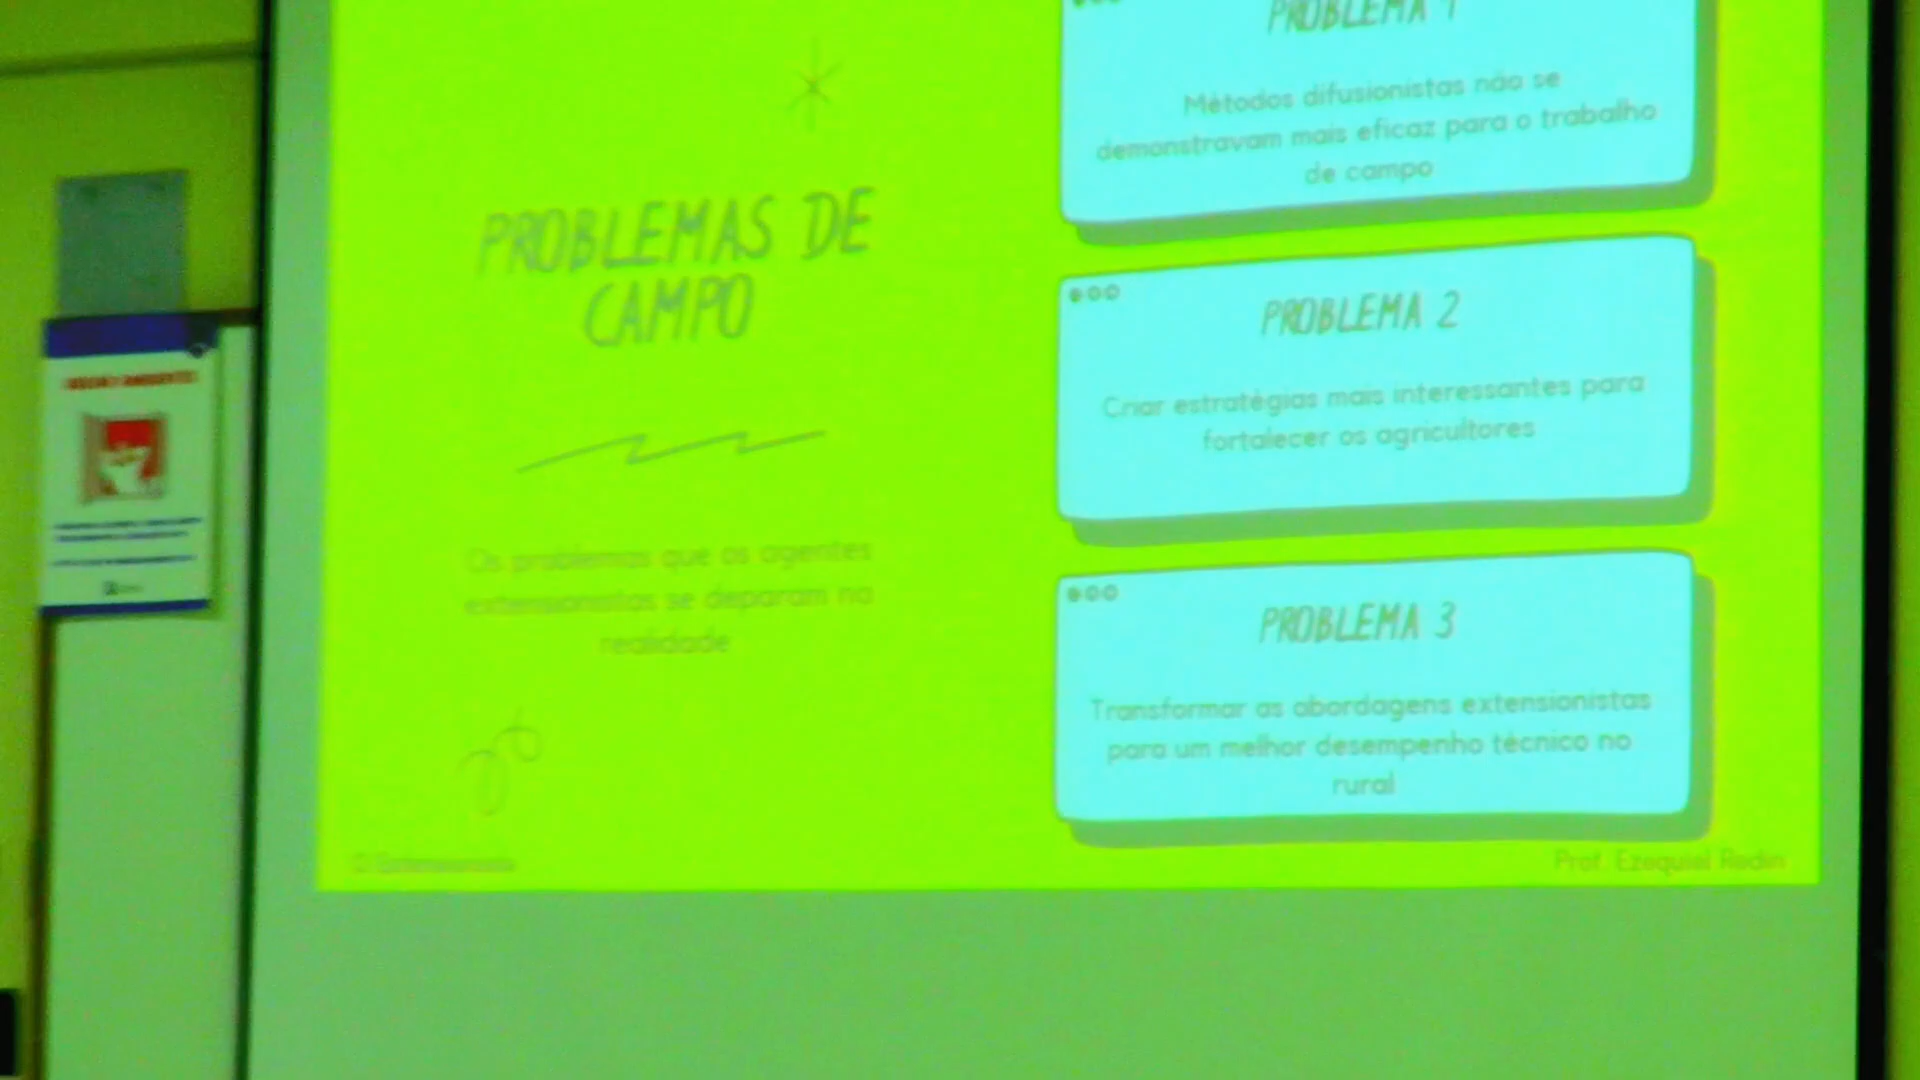 PROBLEMAS DE
CAMPO
Os problemas que os agentes
extensionistas se deparam na
realidade
PROBLEMA 1
Métodos difusionistas não se
demonstravam mais eficaz para o trabalho
de campo
PROBLEMA 2
Criar estratégias mais interessantes para
fortalecer os agricultores
PROBLEMA 3
Transformar as abordagens extensionistas
para um melhor desempenho técnico no
rural
Prof. Ezequiel Redin